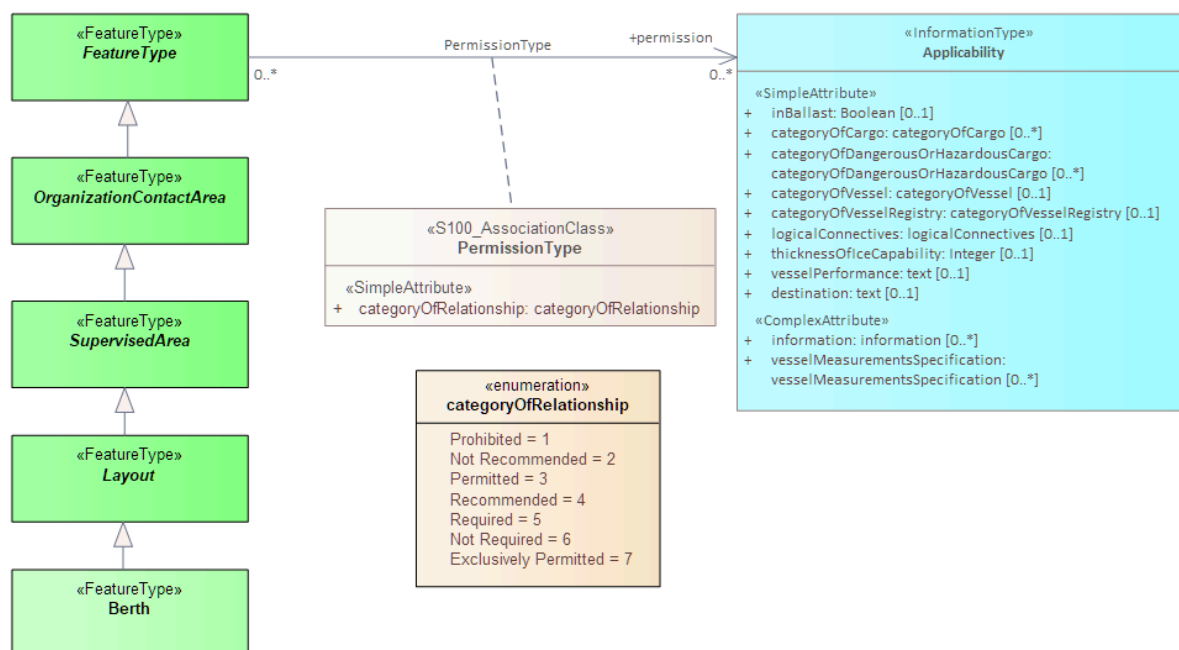 «FeatureType»
FeatureType
0..*
PermissionType
+permission
0..*
«InformationType»
Applicability
«SimpleAttribute»
+ inBallast: Boolean [0..1]
+ categoryOfCargo: categoryOfCargo [0..*]
+ categoryOfDangerousOrHazardousCargo:
categoryOfDangerousOrHazardousCargo [0..*]
+ categoryOfVessel: categoryOfVessel [0..1]
+ categoryOfVesselRegistry: categoryOfVesselRegistry [0..1]
+ logicalConnectives: logicalConnectives [0..1]
+ thicknessOfIceCapability: Integer [0..1]
+ vesselPerformance: text [0..1]
+ destination: text [0..1]
«ComplexAttribute»
+ information: information [0..*]
+ vesselMeasurementsSpecification:
vesselMeasurementsSpecification [0..*]
«FeatureType»
OrganizationContactArea
«S100_AssociationClass»
PermissionType
«SimpleAttribute»
+ categoryOfRelationship: categoryOfRelationship
«FeatureType»
SupervisedArea
«enumeration»
categoryOfRelationship
Prohibited = 1
Not Recommended = 2
Permitted = 3
Recommended = 4
Required = 5
Not Required = 6
Exclusively Permitted = 7
«FeatureType»
Layout
«FeatureType»
Berth